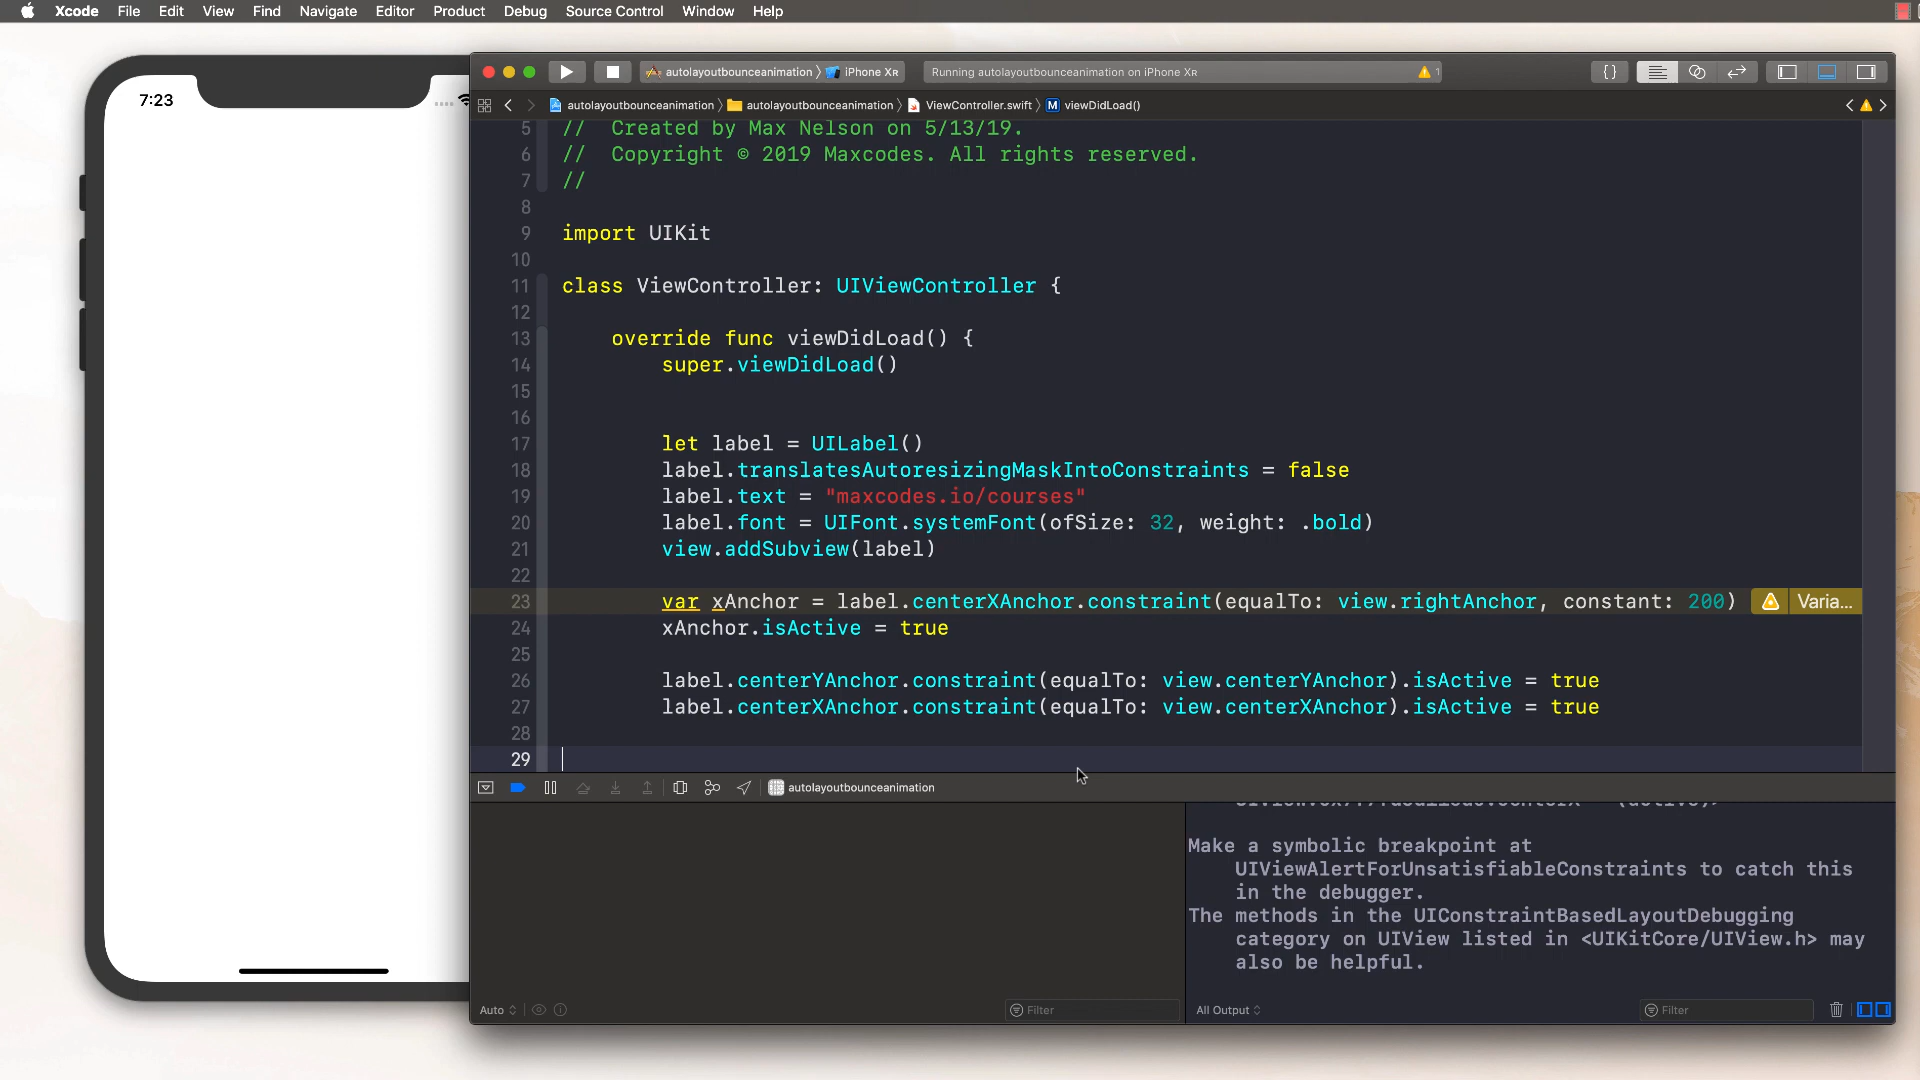 Xcode File Edit View Find Navigate Editor Product Debug Source Control Window Help
7:23
autolayoutbounceanimation iPhone XR Running autolayoutbounceanimation on iPhone XR 1
autolayoutbounceanimation autolayoutbounceanimation ViewController.swift M viewDidLoad()
5 //  Created by Max Nelson on 5/13/19.
6 //  Copyright © 2019 Maxcodes. All rights reserved.
7 //
8
9 import UIKit
10
11 class ViewController: UIViewController {
12
13     override func viewDidLoad() {
14         super.viewDidLoad()
15
16
17         let label = UILabel()
18         label.translatesAutoresizingMaskIntoConstraints = false
19         label.text = "maxcodes.io/courses"
20         label.font = UIFont.systemFont(ofSize: 32, weight: .bold)
21         view.addSubview(label)
22
23         var xAnchor = label.centerXAnchor.constraint(equalTo: view.rightAnchor, constant: 200) Varia...
24         xAnchor.isActive = true
25
26         label.centerYAnchor.constraint(equalTo: view.centerYAnchor).isActive = true
27         label.centerXAnchor.constraint(equalTo: view.centerXAnchor).isActive = true
28
29
autolayoutbounceanimation
Make a symbolic breakpoint at
UIViewAlertForUnsatisfiableConstraints to catch this
in the debugger.
The methods in the UIConstraintBasedLayoutDebugging
category on UIView listed in <UIKitCore/UIView.h> may
also be helpful.
Auto Filter All Output Filter